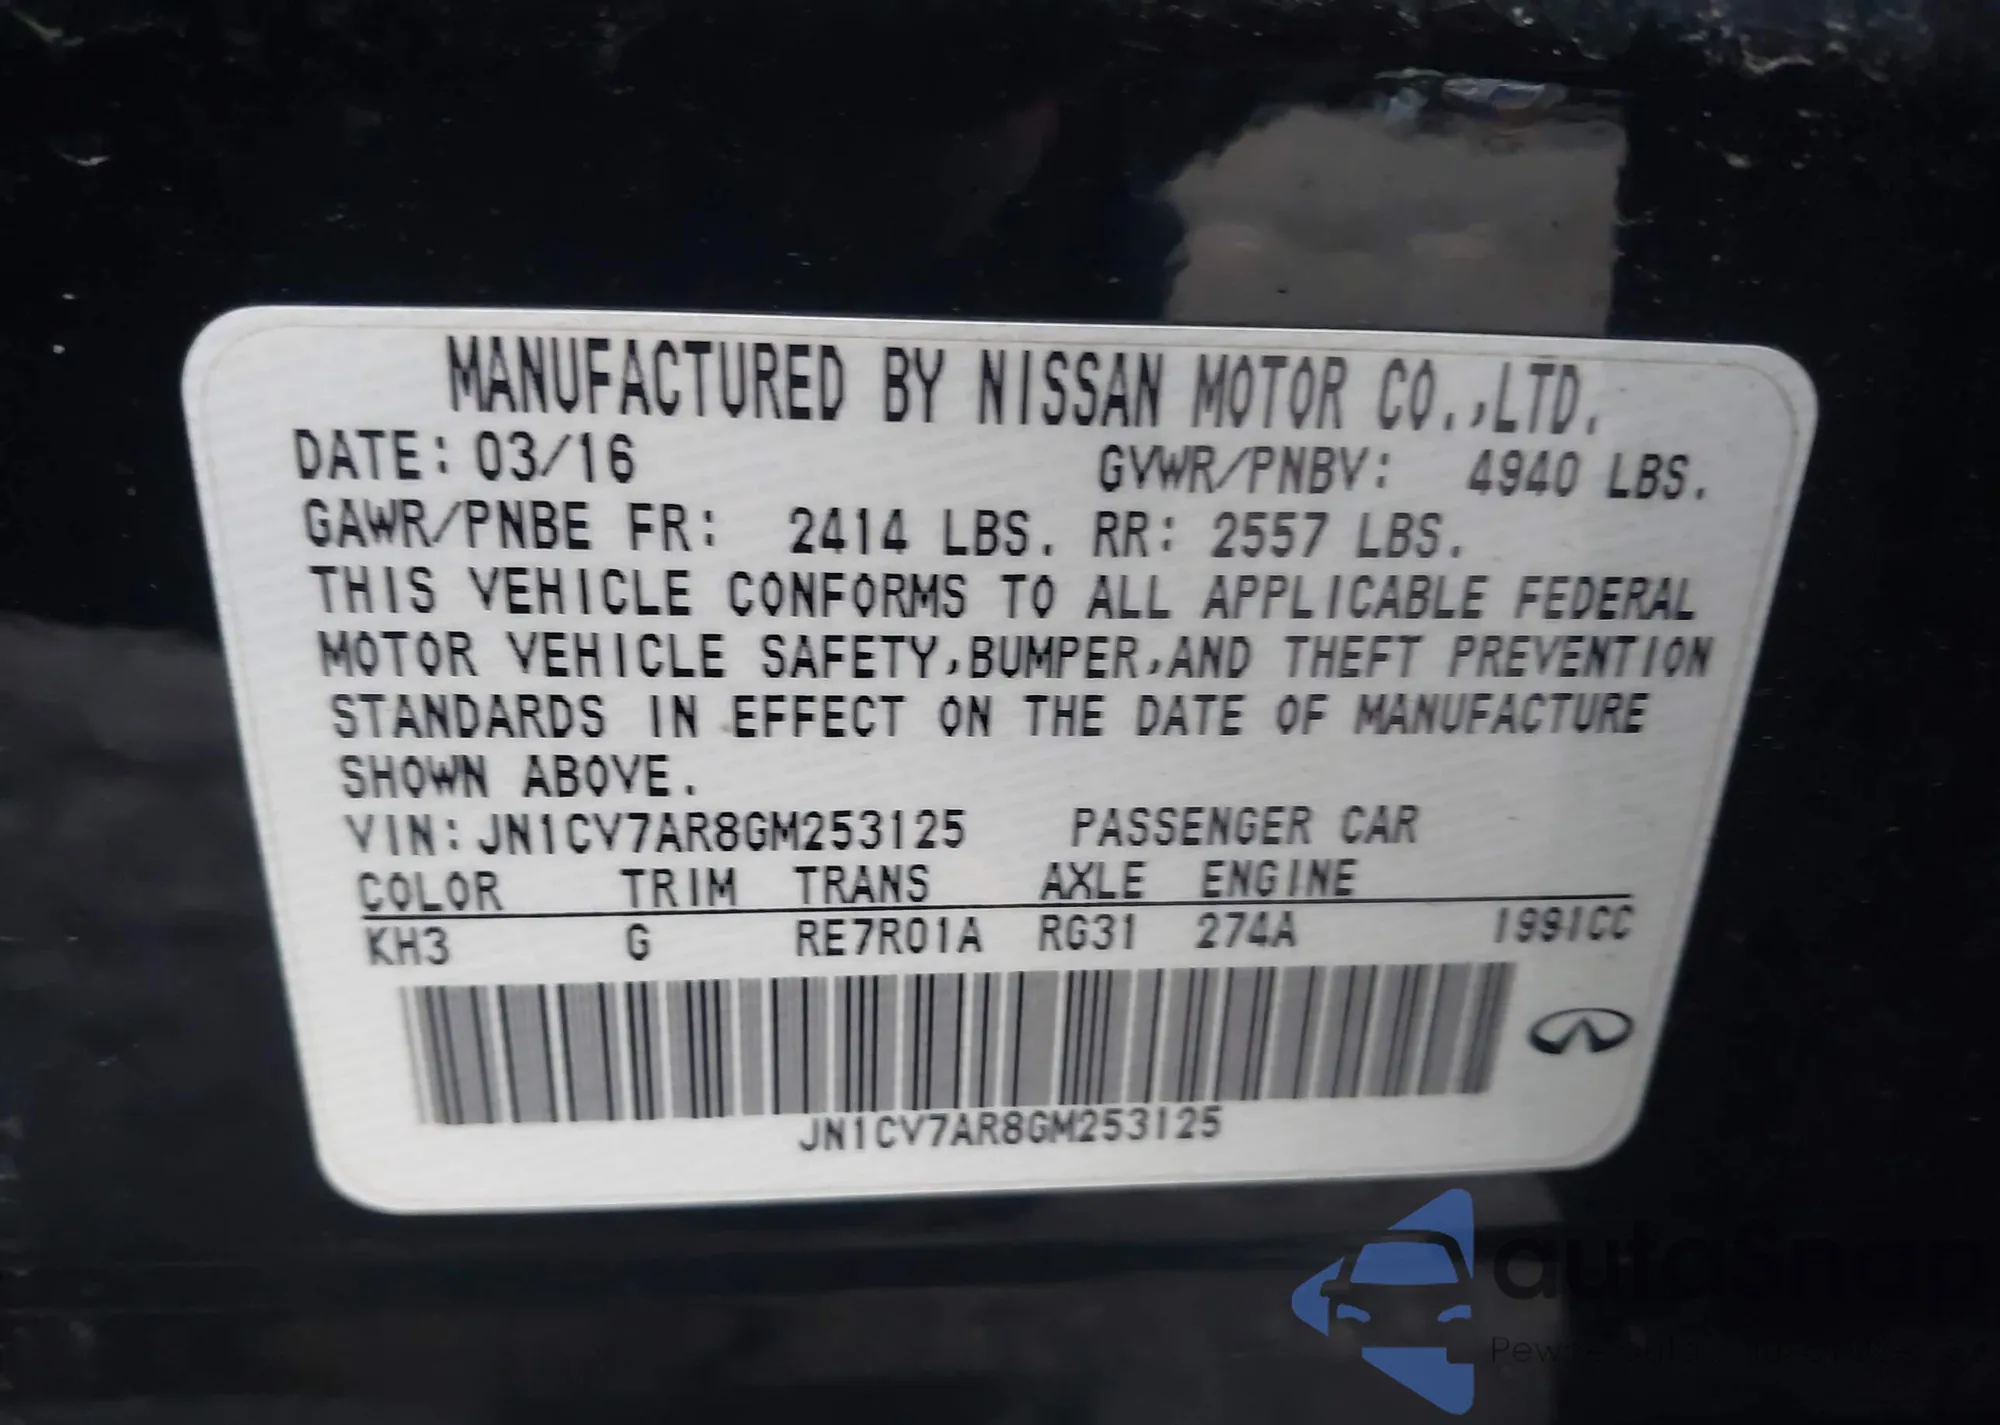 MANUFACTURED BY NISSAN MOTOR CO.,LTD.
DATE: 03/16 GVWR/PNBV: 4940 LBS.
GAWR/PNBE FR: 2414 LBS. RR: 2557 LBS.
THIS VEHICLE CONFORMS TO ALL APPLICABLE FEDERAL
MOTOR VEHICLE SAFETY,BUMPER,AND THEFT PREVENTION
STANDARDS IN EFFECT ON THE DATE OF MANUFACTURE
SHOWN ABOVE.
VIN:JN1CV7AR8GM253125 PASSENGER CAR
COLOR TRIM TRANS AXLE ENGINE
KH3 G RE7R01A RG31 274A 1991CC
JN1CV7AR8GM253125
autoSnap